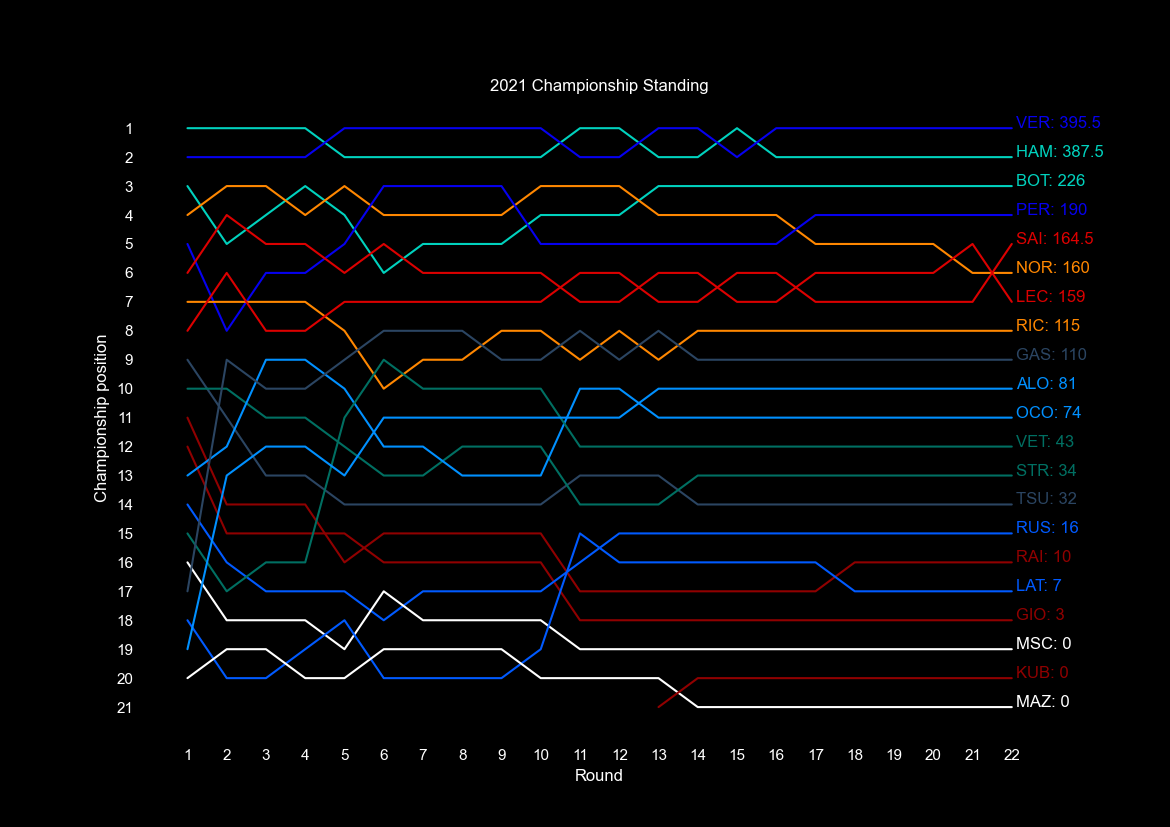 2021 Championship Standing
1
2
3
4
5
6
7
8
9
10
11
12
13
14
15
16
17
18
19
20
21
Championship position
VER: 395.5
HAM: 387.5
BOT: 226
PER: 190
SAI: 164.5
NOR: 160
LEC: 159
RIC: 115
GAS: 110
ALO: 81
OCO: 74
VET: 43
STR: 34
TSU: 32
RUS: 16
RAI: 10
LAT: 7
GIO: 3
MSC: 0
KUB: 0
MAZ: 0
1 2 3 4 5 6 7 8 9 10 11 12 13 14 15 16 17 18 19 20 21 22
Round